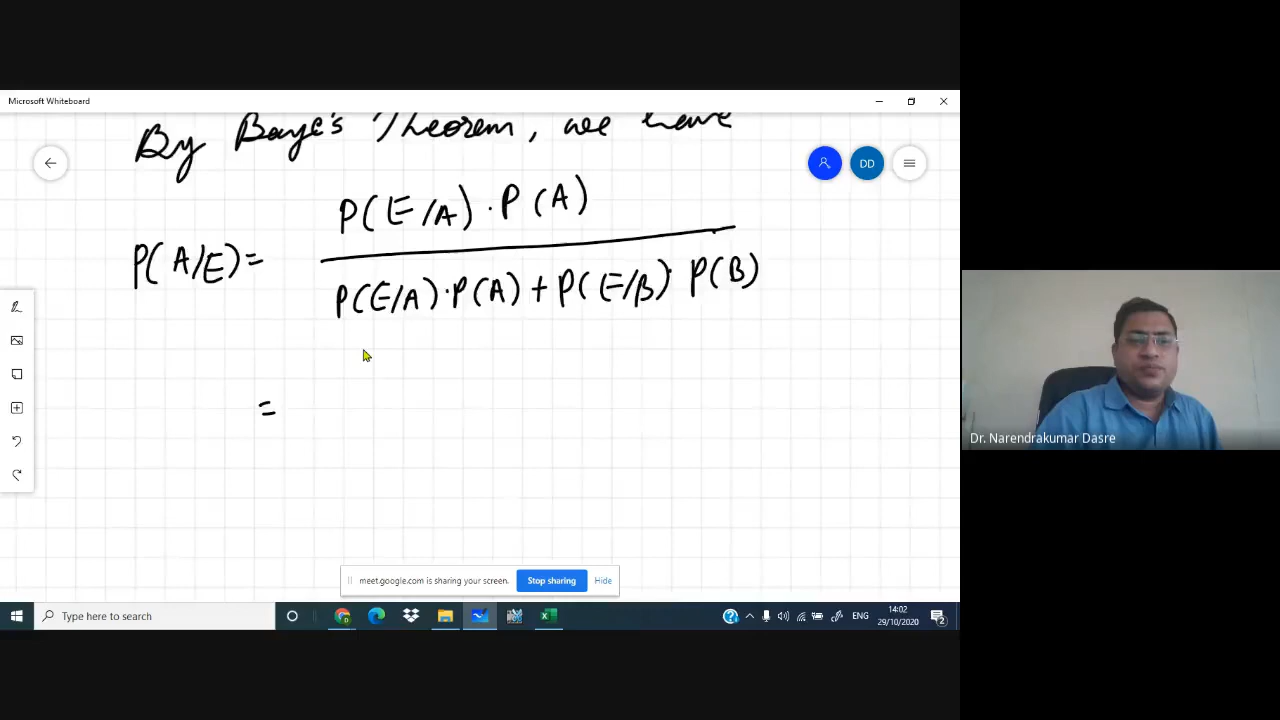 Microsoft Whiteboard
By Baye's Theorem, we have
DD
P(E/A) · P(A)
P(A/E) =
P(E/A) · P(A) + P(E/B) · P(B)
=
Dr. Narendrakumar Dasre
meet.google.com is sharing your screen.
Stop sharing
Hide
Type here to search
ENG
14:02
29/10/2020
2